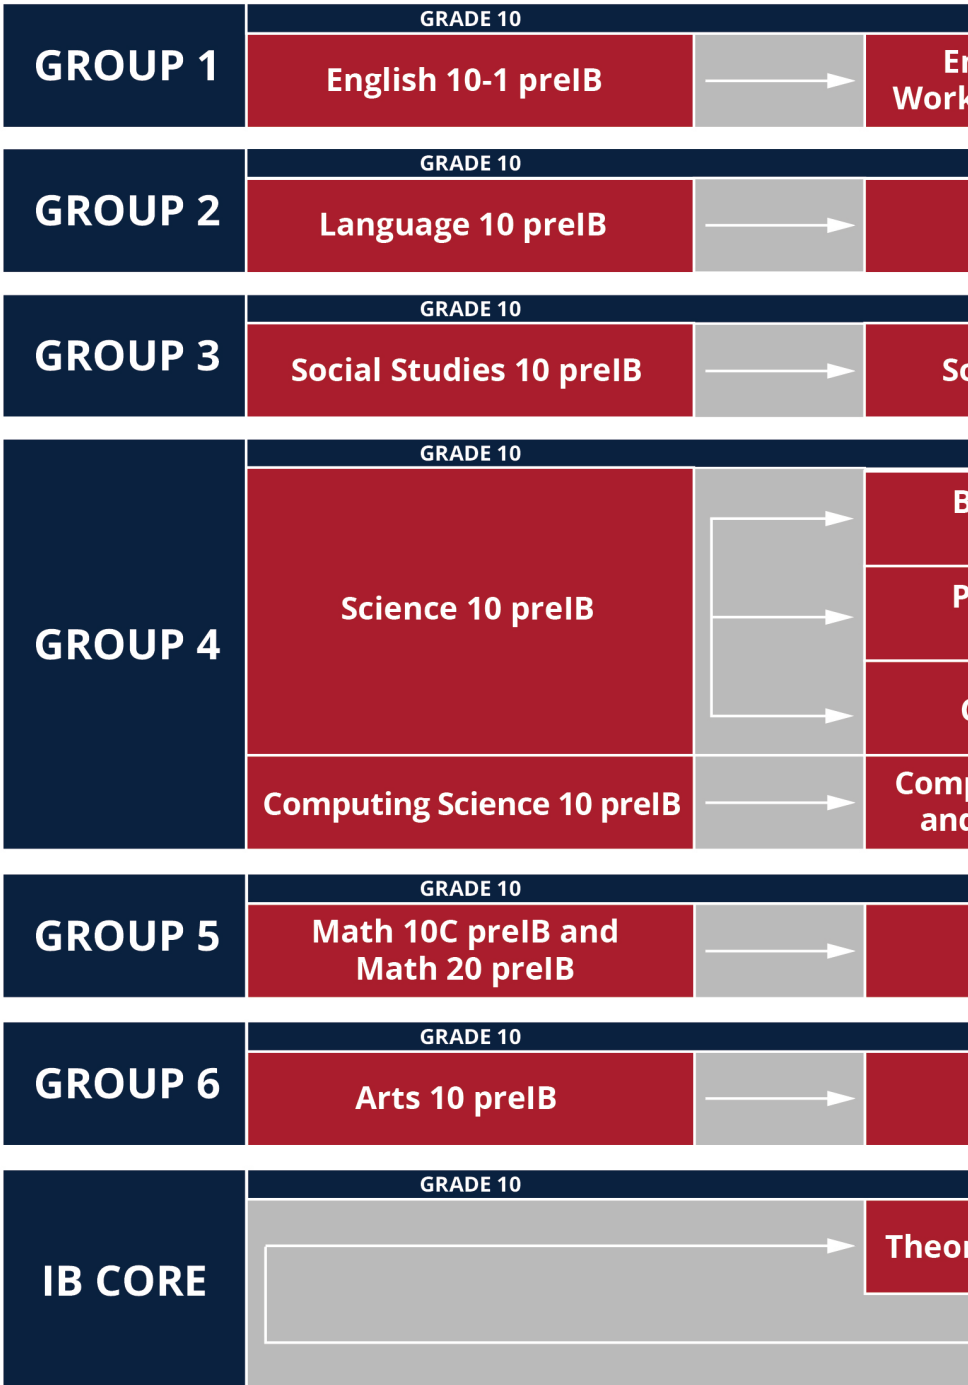 GROUP 1
GRADE 10
English 10-1 preIB
GROUP 2
GRADE 10
Language 10 preIB
GROUP 3
GRADE 10
Social Studies 10 preIB
GROUP 4
GRADE 10
Science 10 preIB
Computing Science 10 preIB
and
GROUP 5
GRADE 10
Math 10C preIB and
Math 20 preIB
GROUP 6
GRADE 10
Arts 10 preIB
IB CORE
GRADE 10